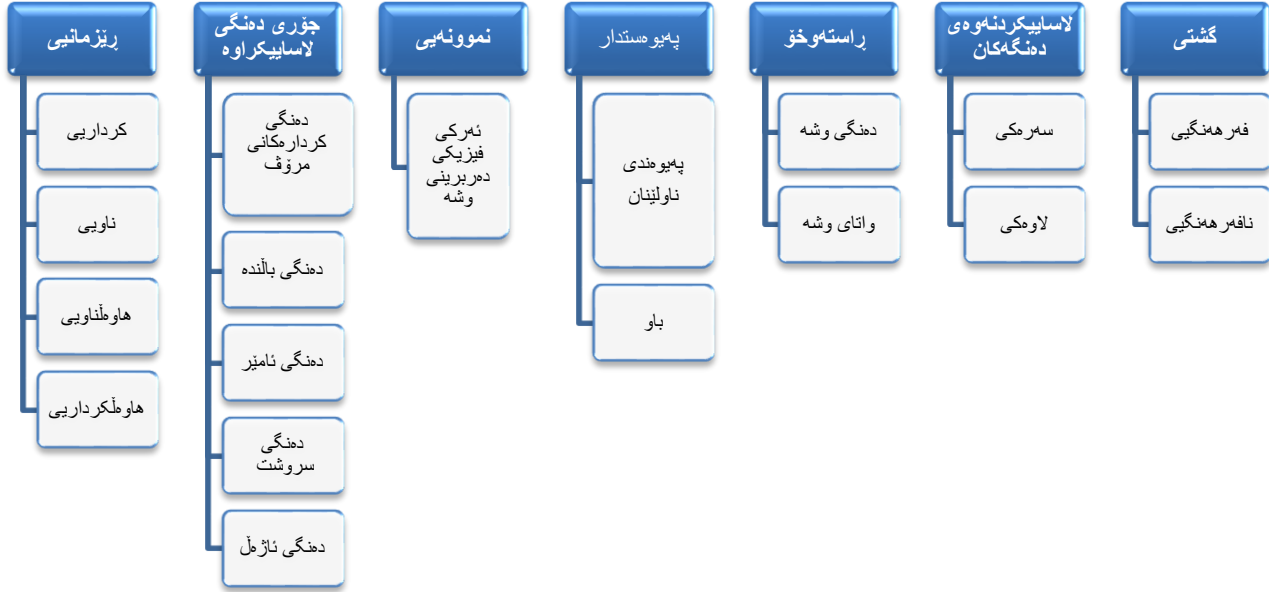 گشتی
فەرهەنگیی
نافەرهەنگیی
لاساییکردنەوەی
دەنگەکان
سەرەکی
لاوەکی
ڕاستەوخۆ
دەنگی وشە
واتای وشە
پەیوەستدار
پەیوەندی
ناولێنان
باو
نموونەیی
ئەرکی
فیزیکی
دەربڕینی
وشە
جۆری دەنگی
لاساییکراوە
دەنگی
کردارەکانی
مرۆڤ
دەنگی باڵندە
دەنگی ئامێر
دەنگی
سروشت
دەنگی ئاژەڵ
ڕێزمانیی
کرداریی
ناویی
هاوەڵناویی
هاوەڵکرداریی